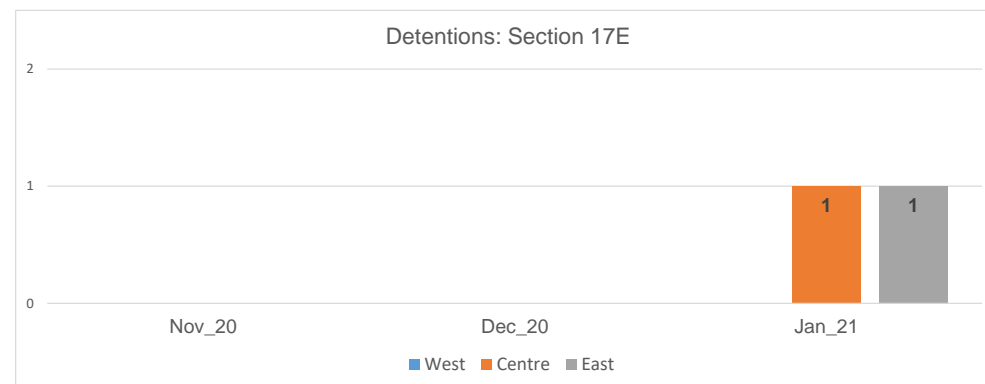 Detentions: Section 17E
2
1
1 1
0
Nov_20 Dec_20 Jan_21
West Centre East